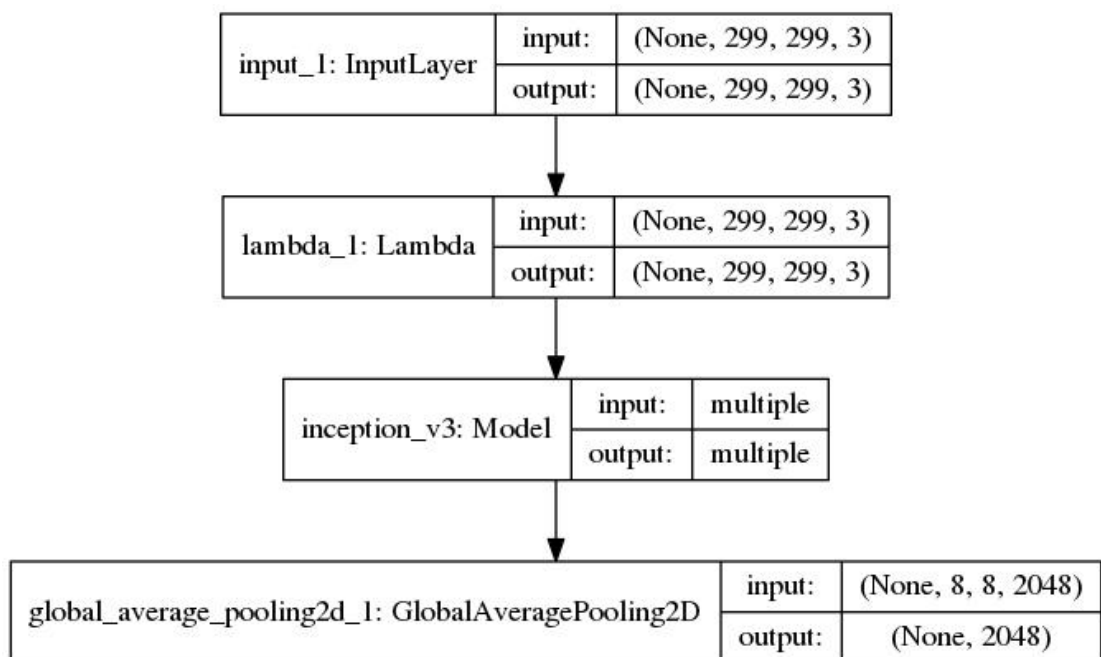 input_1: InputLayer
input: (None, 299, 299, 3)
output: (None, 299, 299, 3)
lambda_1: Lambda
input: (None, 299, 299, 3)
output: (None, 299, 299, 3)
inception_v3: Model
input: multiple
output: multiple
global_average_pooling2d_1: GlobalAveragePooling2D
input: (None, 8, 8, 2048)
output: (None, 2048)